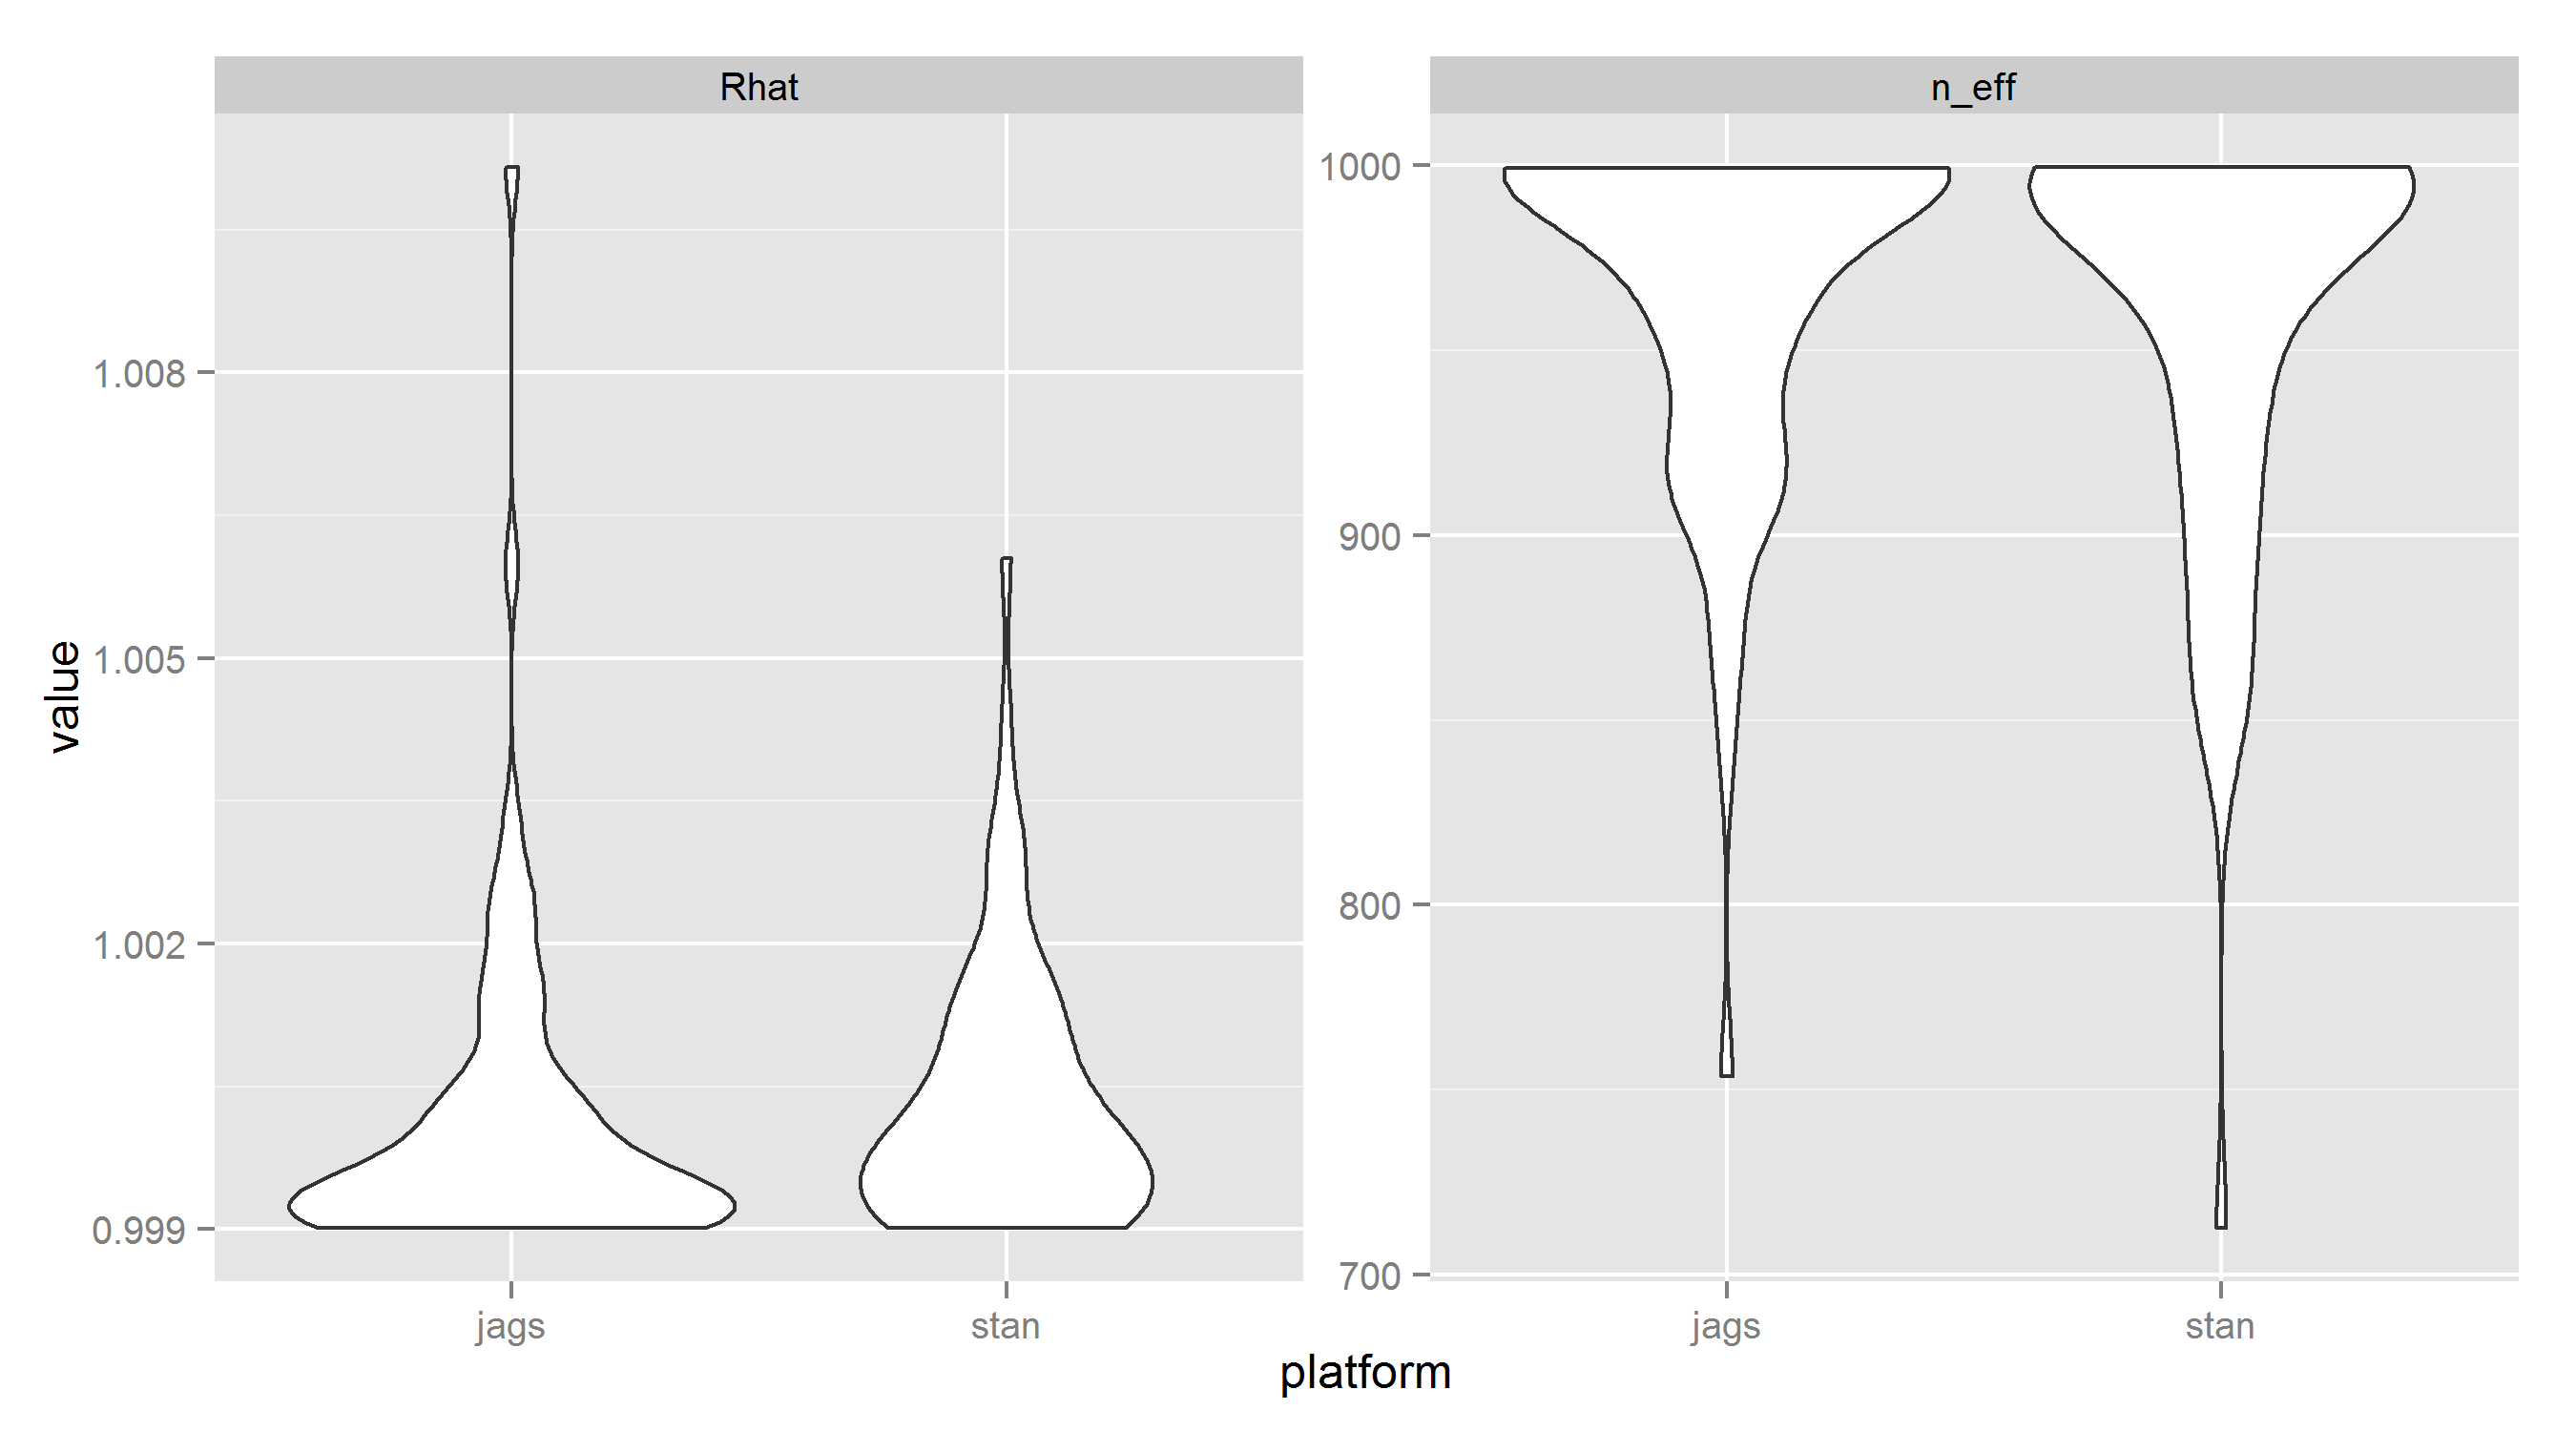 Rhat
n_eff
value
1.008
1.005
1.002
0.999
1000
900
800
700
jags
stan
jags
stan
platform